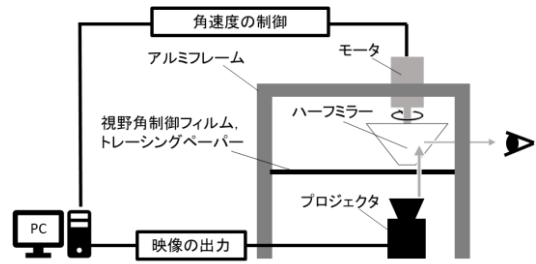 角速度の制御
モータ
アルミフレーム
ハーフミラー
視野角制御フィルム,
トレーシングペーパー
プロジェクタ
PC
映像の出力